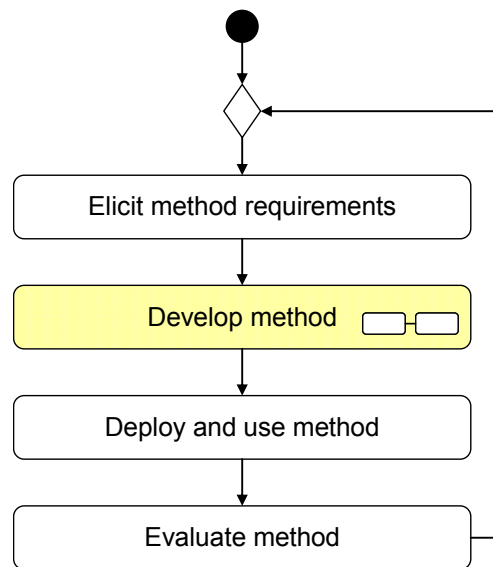 Elicit method requirements
Develop method
Deploy and use method
Evaluate method